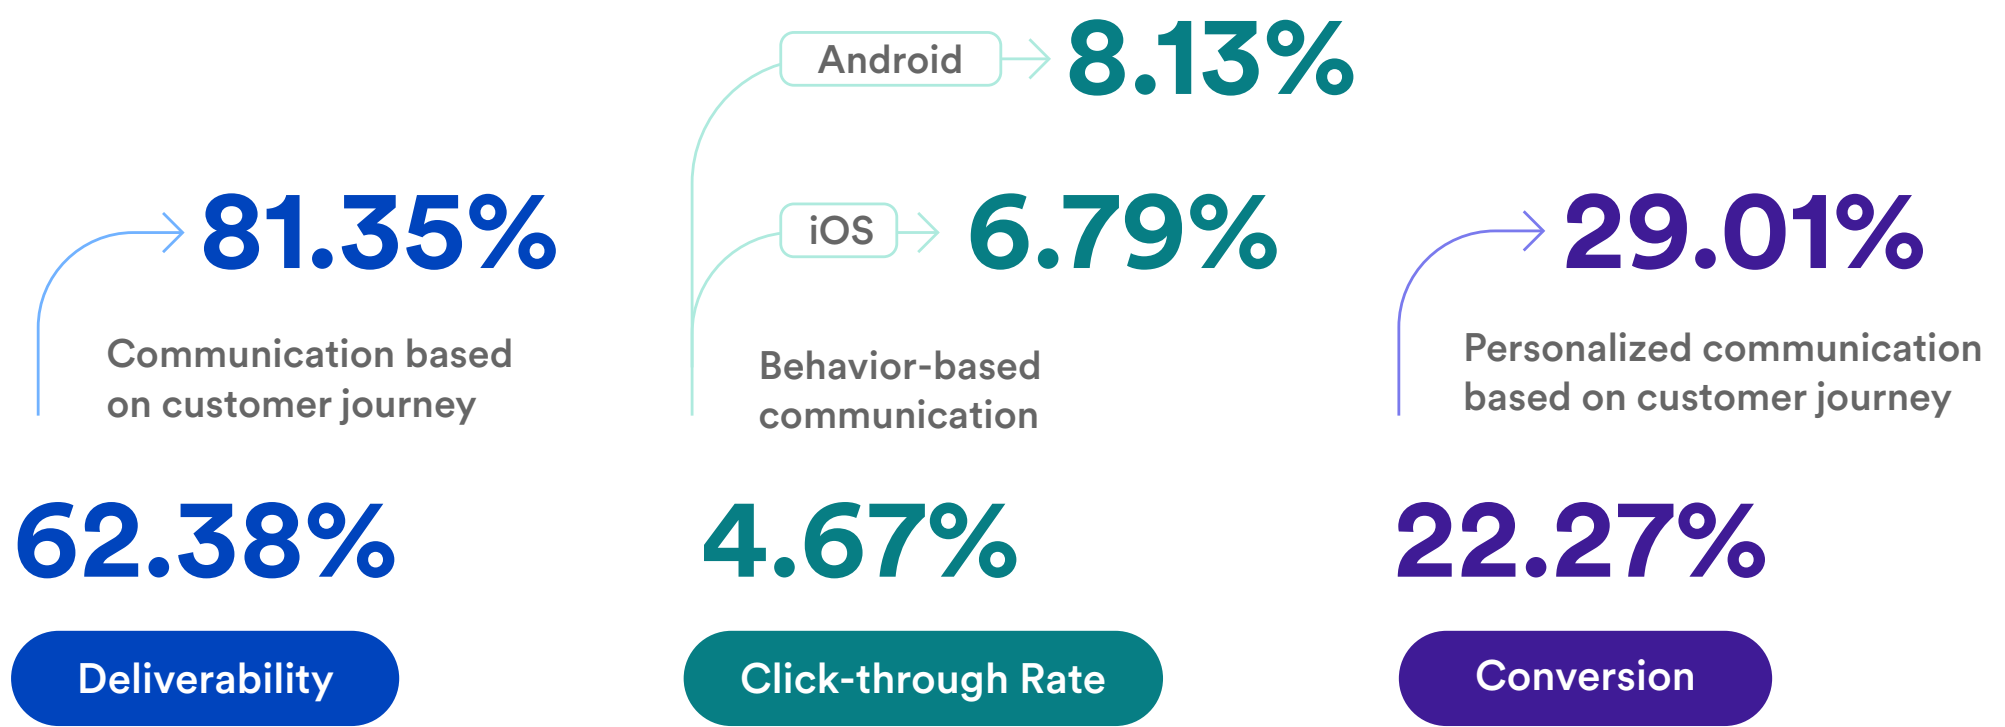 81.35%
Communication based
on customer journey
62.38%
Deliverability
Android
8.13%
iOS
6.79%
Behavior-based
communication
4.67%
Click-through Rate
29.01%
Personalized communication
based on customer journey
22.27%
Conversion